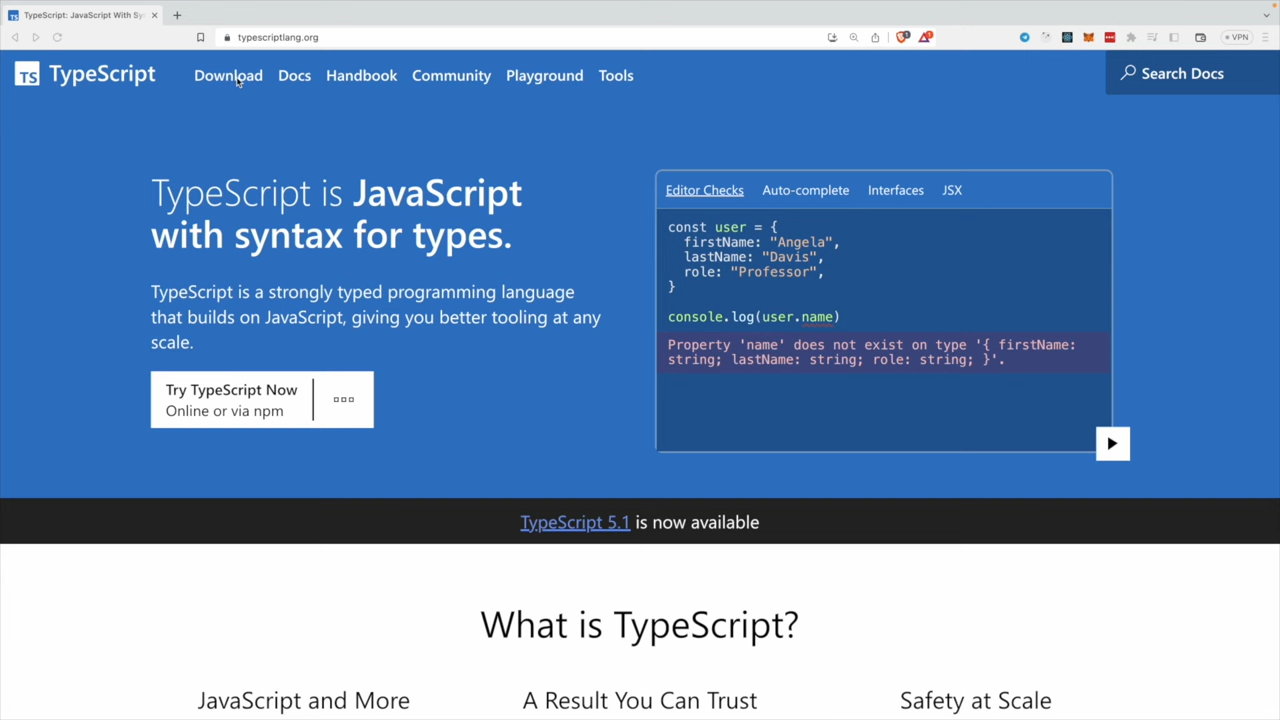 TypeScript: JavaScript With Syn
typescriptlang.org
VPN
TS TypeScript
Download Docs Handbook Community Playground Tools
Search Docs
TypeScript is JavaScript
with syntax for types.
TypeScript is a strongly typed programming language
that builds on JavaScript, giving you better tooling at any
scale.
Try TypeScript Now
Online or via npm
Editor Checks Auto-complete Interfaces JSX
const user = {
firstName: "Angela",
lastName: "Davis",
role: "Professor",
}
console.log(user.name)
Property 'name' does not exist on type '{ firstName:
string; lastName: string; role: string; }'.
TypeScript 5.1 is now available
What is TypeScript?
JavaScript and More
A Result You Can Trust
Safety at Scale